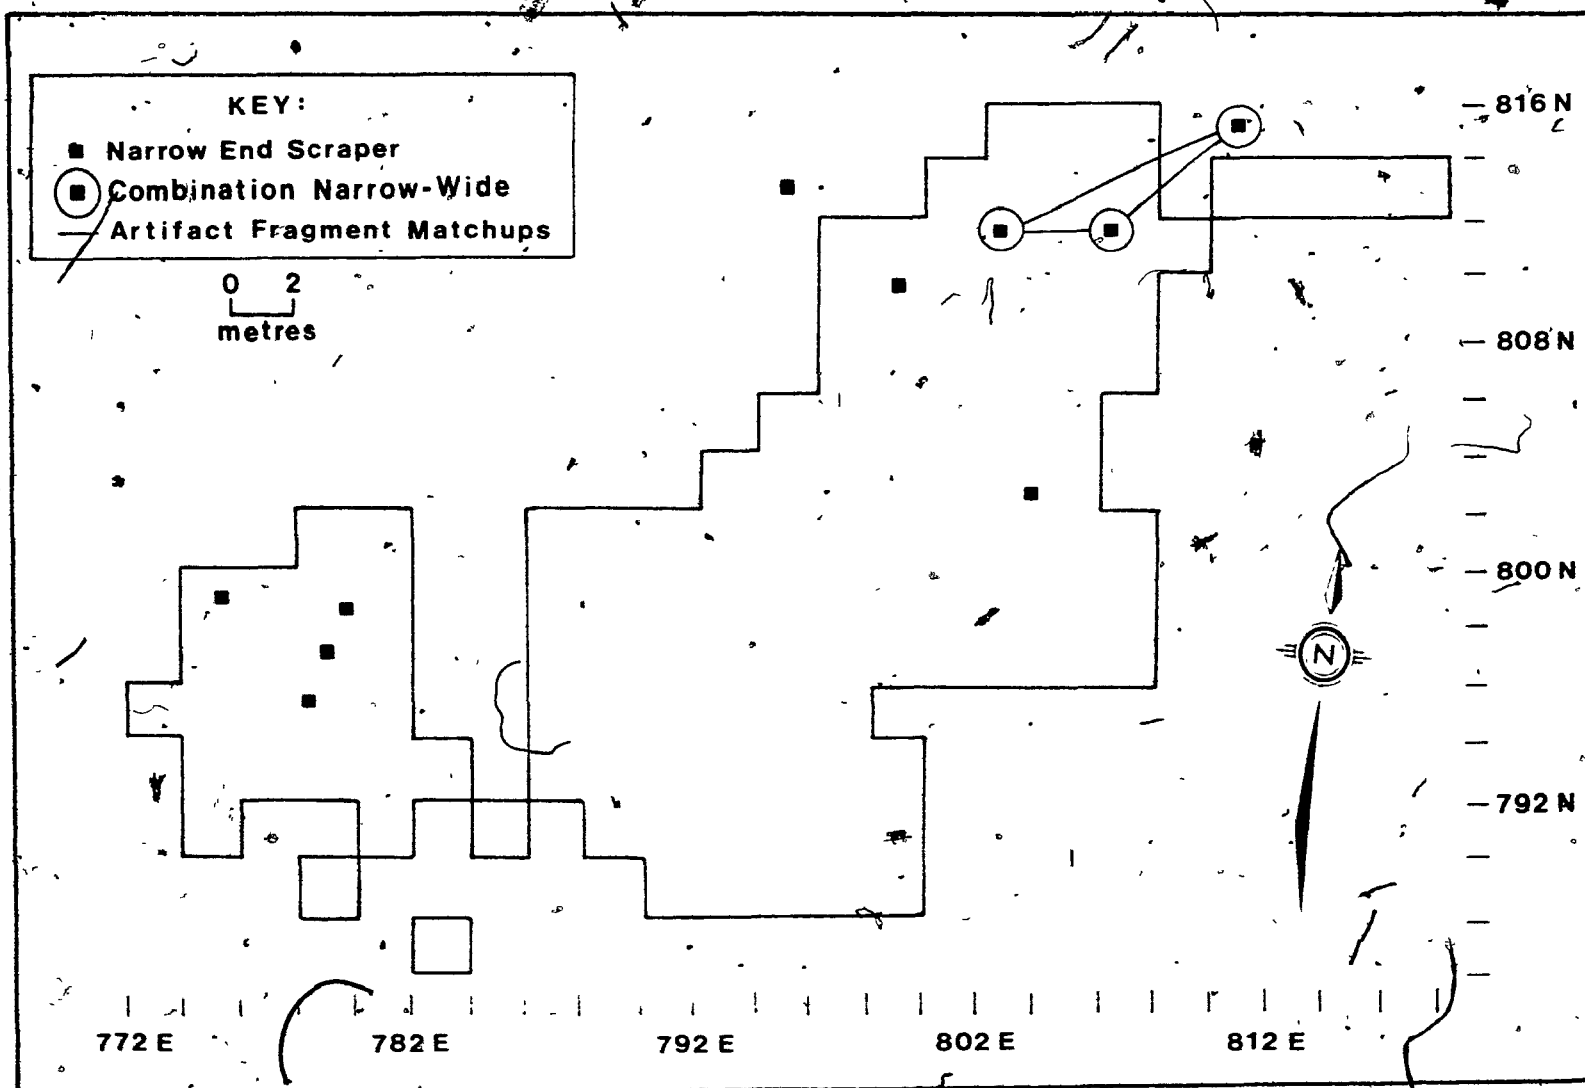 KEY:
Narrow End Scraper
Combination Narrow-Wide
Artifact Fragment Matchups
0 2
metres
816 N
808 N
800 N
N
792 N
772 E 782 E 792 E 802 E 812 E